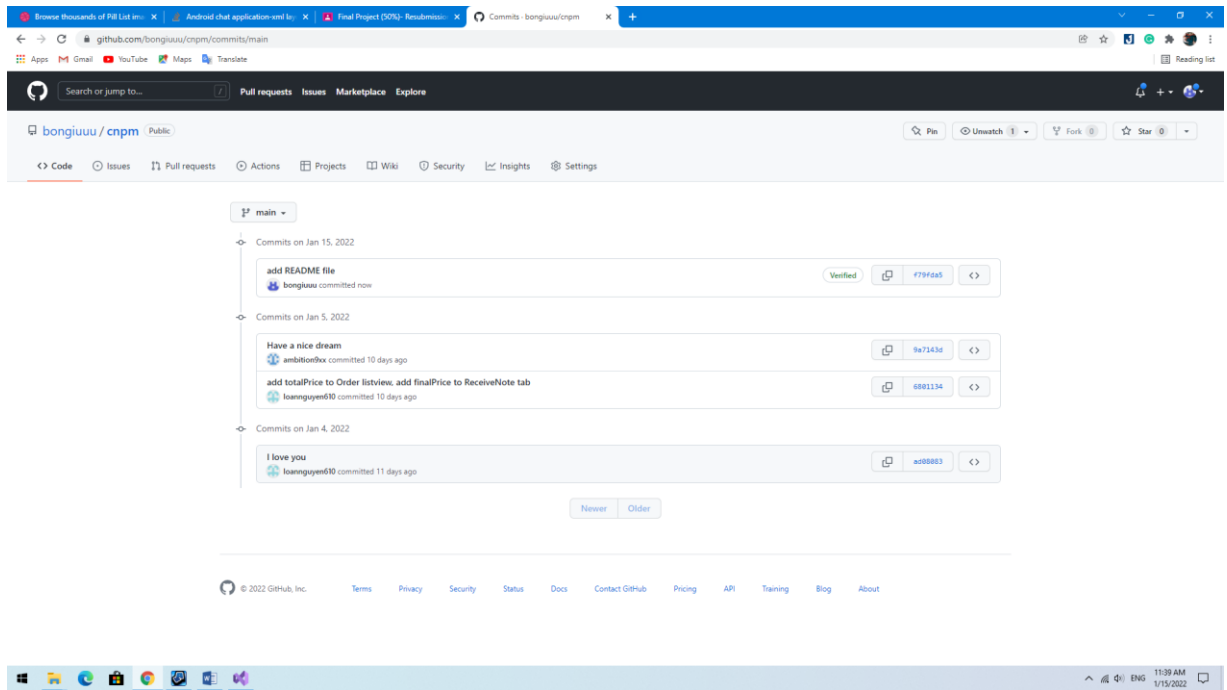 Browse thousands of Pill List ima
Android chat application-xml lay
Final Project (50%)- Resubmissio
Commits · bongiuuu/cnpm
github.com/bongiuuu/cnpm/commits/main
Apps Gmail YouTube Maps Translate Reading list
Search or jump to... / Pull requests Issues Marketplace Explore
bongiuuu / cnpm Public Pin Unwatch 1 Fork 0 Star 0
Code Issues Pull requests Actions Projects Wiki Security Insights Settings
main
Commits on Jan 15, 2022
add README file
bongiuuu committed now
Verified f79fda5
Commits on Jan 5, 2022
Have a nice dream
ambition9xx committed 10 days ago
9a7143d
add totalPrice to Order listview, add finalPrice to ReceiveNote tab
loannguyen610 committed 10 days ago
6801134
Commits on Jan 4, 2022
I love you
loannguyen610 committed 11 days ago
ad08083
Newer Older
© 2022 GitHub, Inc. Terms Privacy Security Status Docs Contact GitHub Pricing API Training Blog About
ENG 11:39 AM
1/15/2022